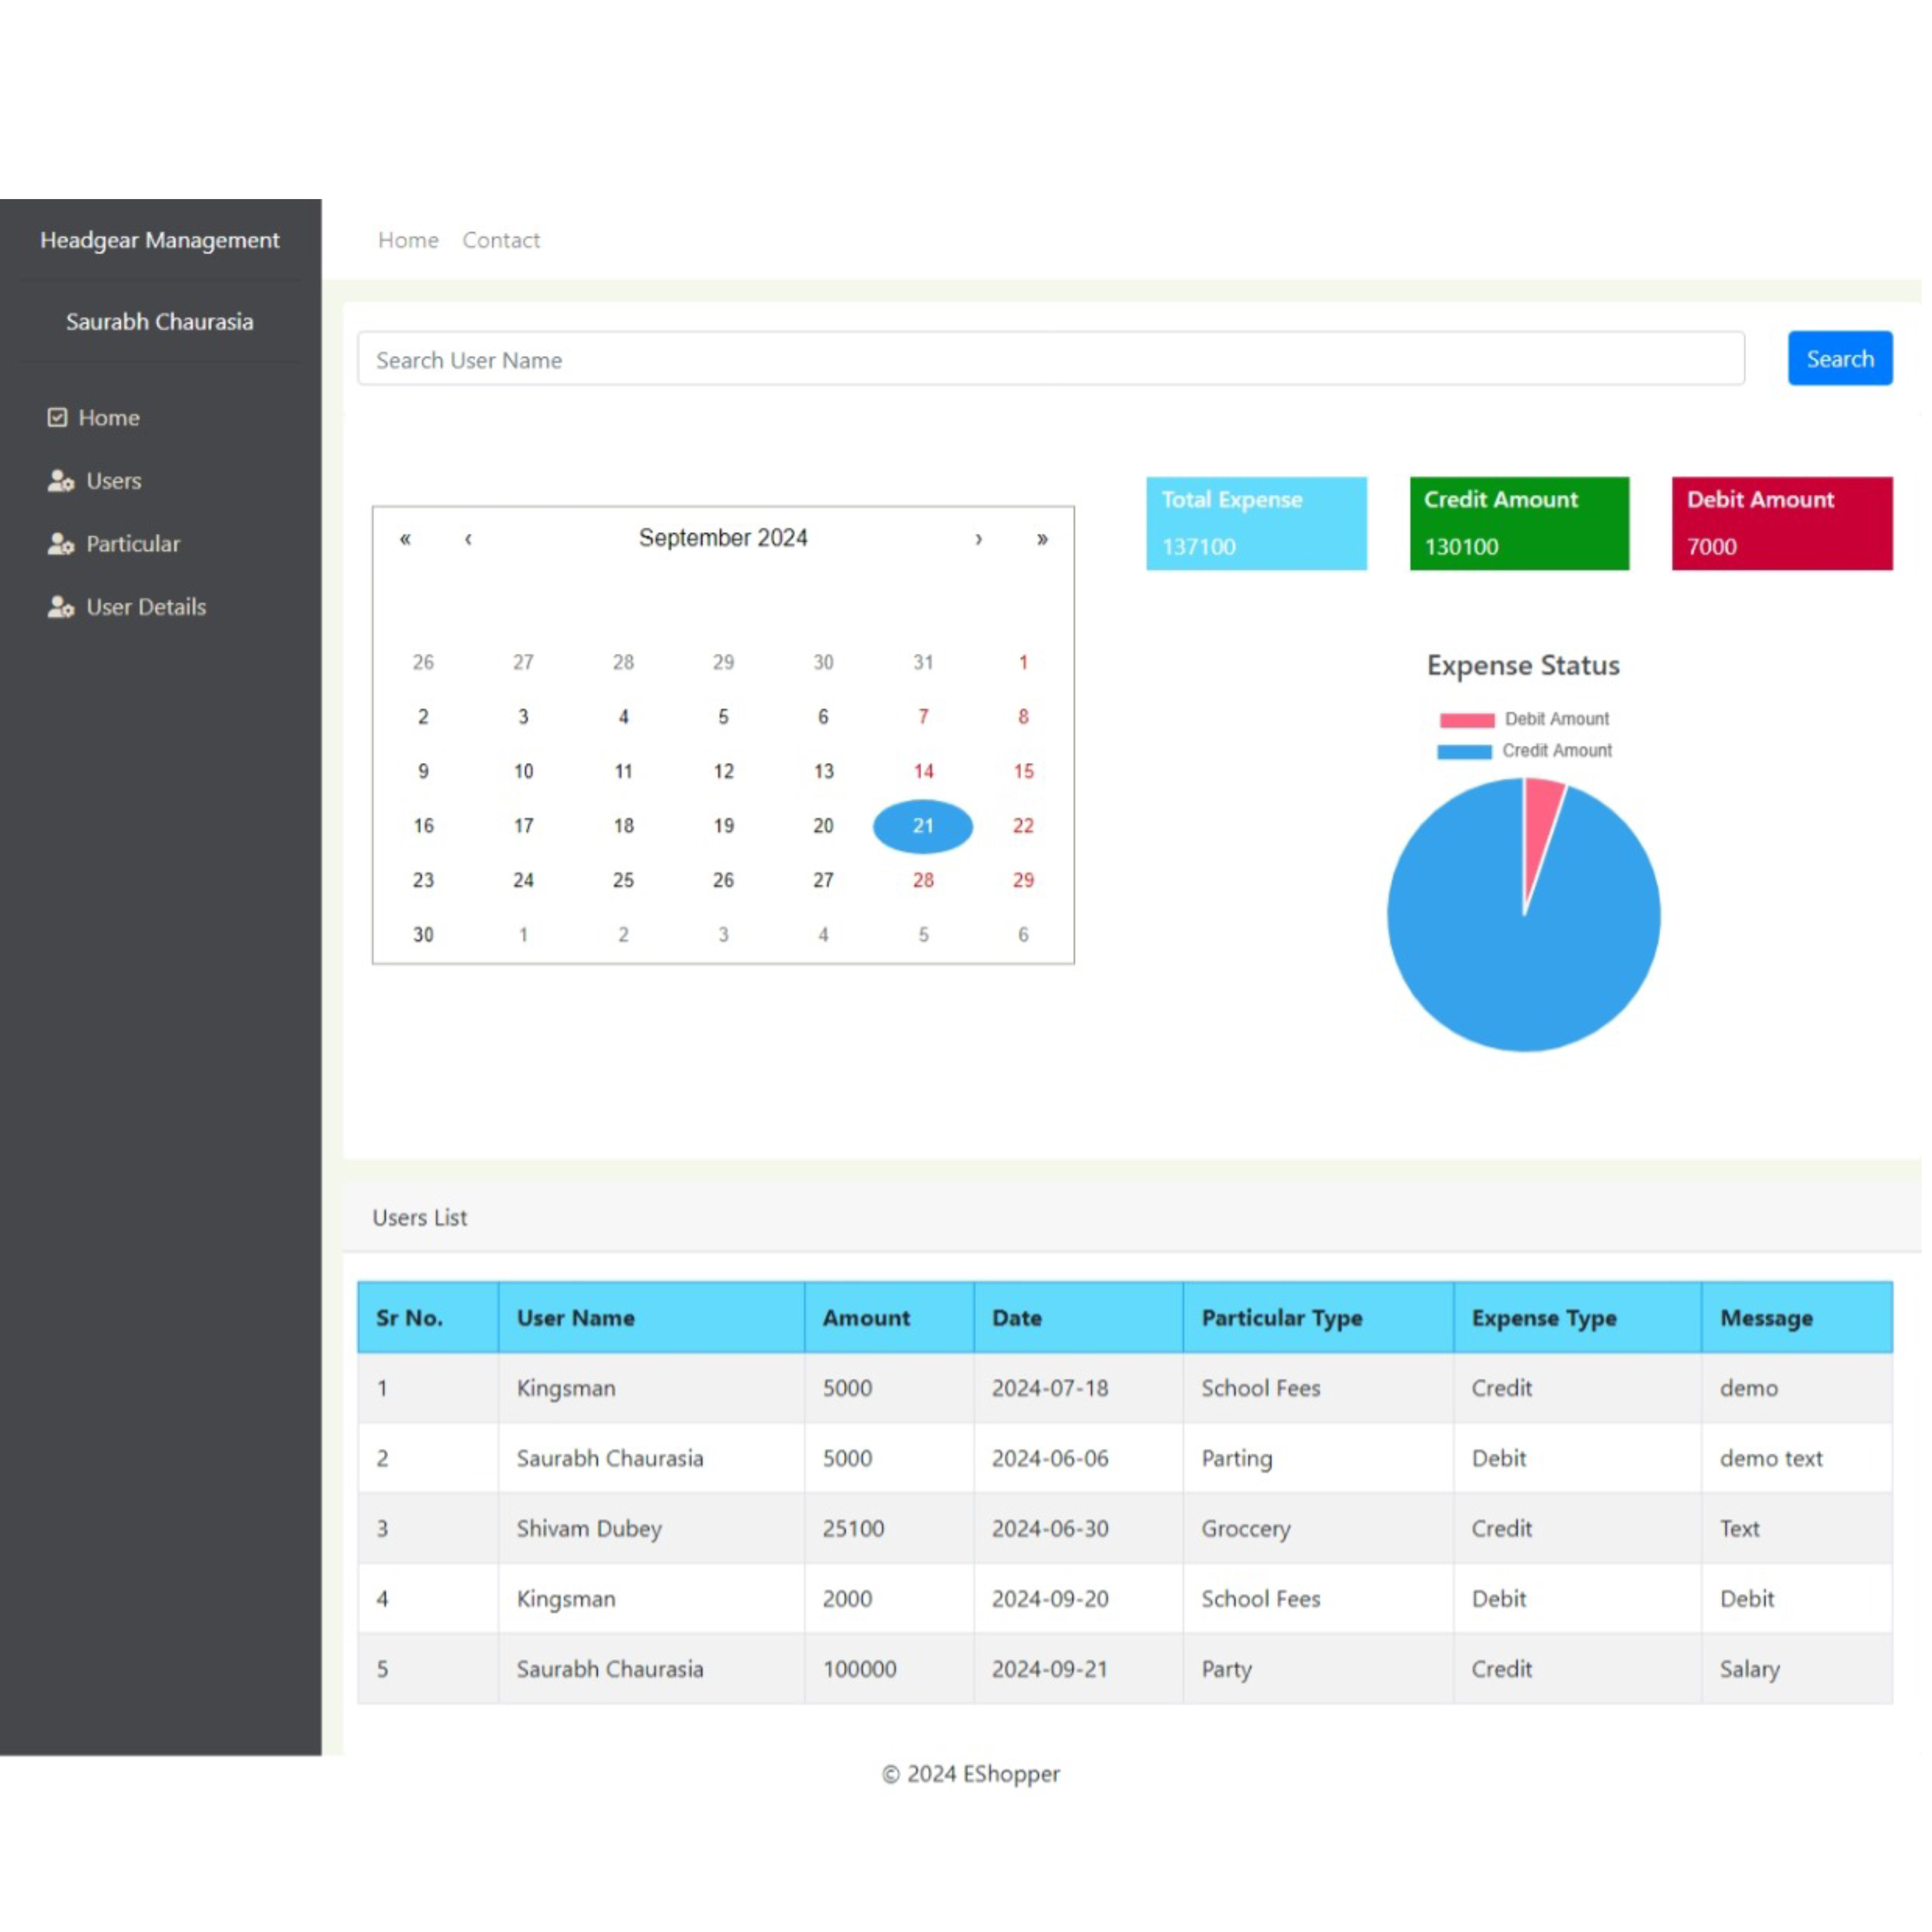 Headgear Management
Saurabh Chaurasia
Home
Users
Particular
User Details
Home Contact
Search User Name
Search
« ‹ September 2024 › »
26 27 28 29 30 31 1
2 3 4 5 6 7 8
9 10 11 12 13 14 15
16 17 18 19 20 21 22
23 24 25 26 27 28 29
30 1 2 3 4 5 6
Total Expense
137100
Credit Amount
130100
Debit Amount
7000
Expense Status
Debit Amount
Credit Amount
Users List
Sr No. User Name Amount Date Particular Type Expense Type Message
1 Kingsman 5000 2024-07-18 School Fees Credit demo
2 Saurabh Chaurasia 5000 2024-06-06 Parting Debit demo text
3 Shivam Dubey 25100 2024-06-30 Groccery Credit Text
4 Kingsman 2000 2024-09-20 School Fees Debit Debit
5 Saurabh Chaurasia 100000 2024-09-21 Party Credit Salary
© 2024 EShopper